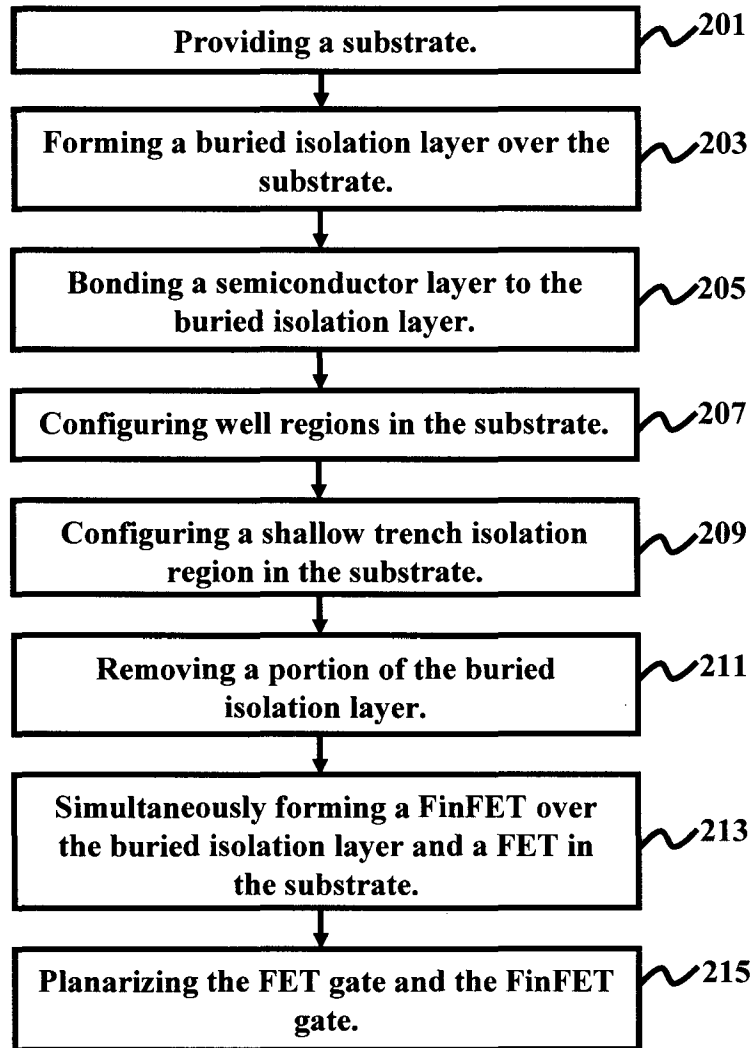 Providing a substrate.
201
Forming a buried isolation layer over the
substrate.
203
Bonding a semiconductor layer to the
buried isolation layer.
205
Configuring well regions in the substrate.
207
Configuring a shallow trench isolation
region in the substrate.
209
Removing a portion of the buried
isolation layer.
211
Simultaneously forming a FinFET over
the buried isolation layer and a FET in
the substrate.
213
Planarizing the FET gate and the FinFET
gate.
215